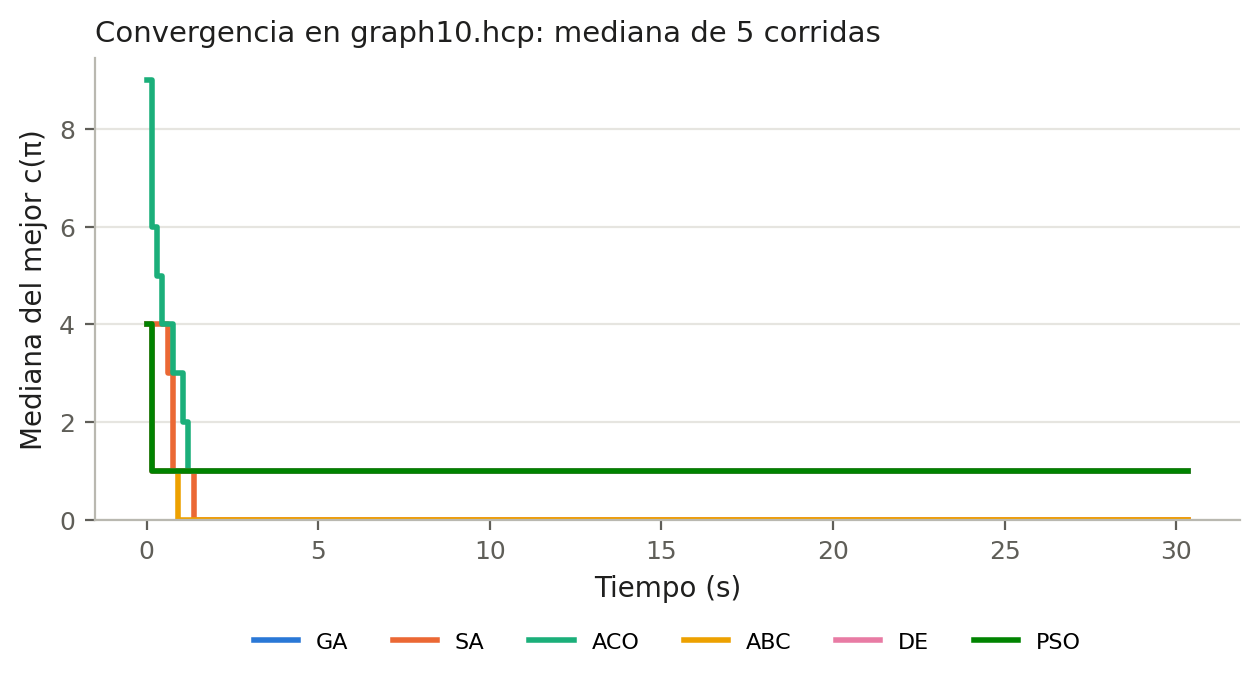 Convergencia en graph10.hcp: mediana de 5 corridas
Mediana del mejor c(π)
8
6
4
2
0
0 5 10 15 20 25 30
Tiempo (s)
GA SA ACO ABC DE PSO